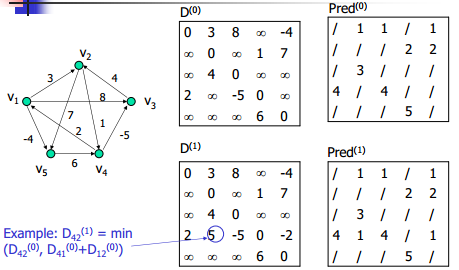 D(0)
0 3 8 ∞ -4
∞ 0 ∞ 1 7
∞ 4 0 ∞ ∞
2 ∞ -5 0 ∞
∞ ∞ ∞ 6 0
Pred(0)
/ 1 1 / 1
/ / / 2 2
/ 3 / / /
4 / 4 / /
/ / / 5 /
V2
3
4
V1
8
V3
7
1
2
-4
-5
V5
6
V4
D(1)
0 3 8 ∞ -4
∞ 0 ∞ 1 7
∞ 4 0 ∞ ∞
2 5 -5 0 -2
∞ ∞ ∞ 6 0
Pred(1)
/ 1 1 / 1
/ / / 2 2
/ 3 / / /
4 1 4 / 1
/ / / 5 /
Example: D42(1) = min
(D42(0), D41(0)+D12(0))